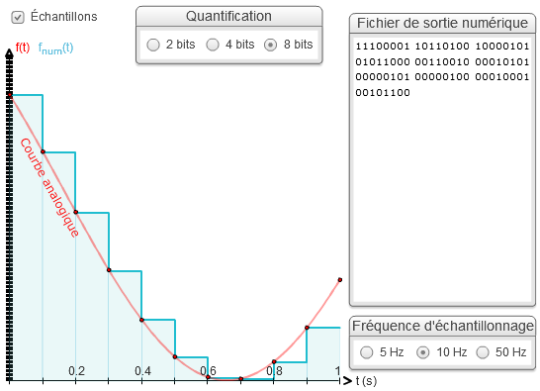 Échantillons
Quantification
2 bits 4 bits 8 bits
f(t) fnum(t)
Courbe analogique
0.2 0.4 0.6 0.8 1
t (s)
Fichier de sortie numérique
11100001 10110100 10000101
01011000 00110010 00010101
00000101 00000100 00010001
00101100
Fréquence d'échantillonnage
5 Hz 10 Hz 50 Hz